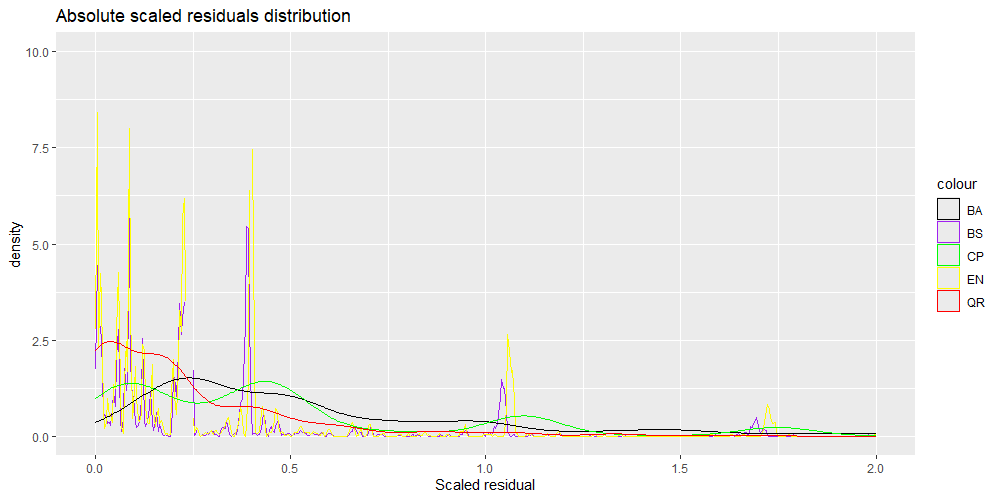 Absolute scaled residuals distribution
10.0
7.5
5.0
2.5
0.0
density
0.0 0.5 1.0 1.5 2.0
Scaled residual
colour
BA
BS
CP
EN
QR